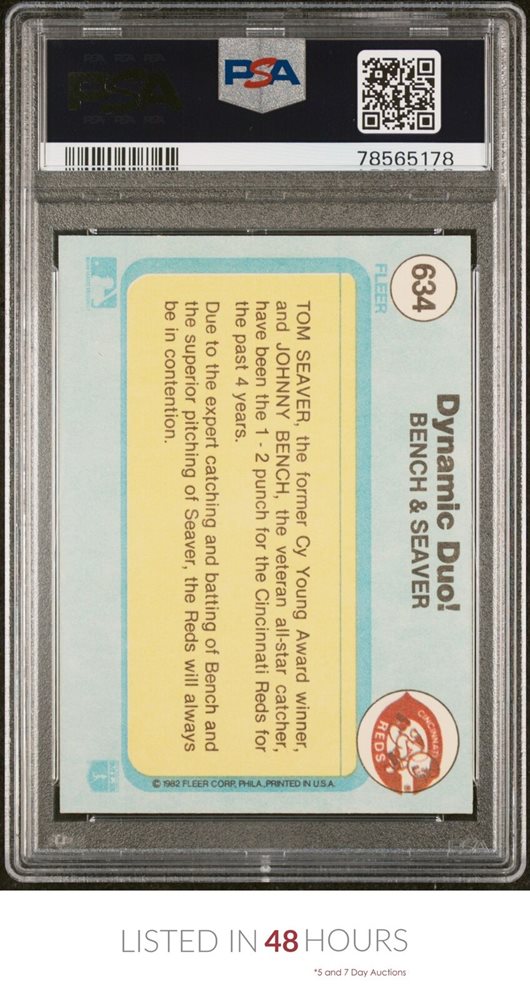 PSA
PSA
78565178
634
FLEER
Dynamic Duo!
BENCH & SEAVER
CINCINNATI
REDS
TOM SEAVER, the former Cy Young Award winner,
and JOHNNY BENCH, the veteran all-star catcher,
have been the 1 - 2 punch for the Cincinnati Reds for
the past 4 years.
Due to the expert catching and batting of Bench and
the superior pitching of Seaver, the Reds will always
be in contention.
© 1982 FLEER CORP. PHILA. PRINTED IN U.S.A.
PSA
LISTED IN 48 HOURS
*5 and 7 Day Auctions